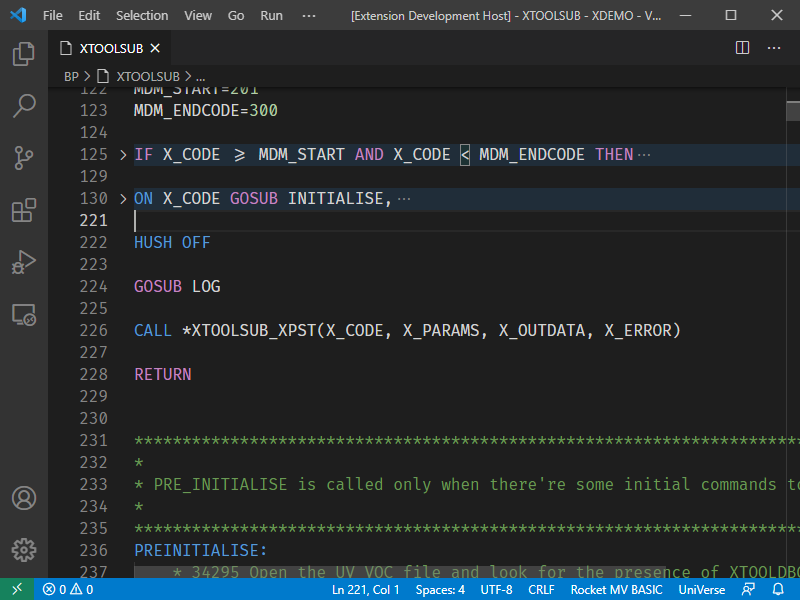 File Edit Selection View Go Run ··· [Extension Development Host] - XTOOLSUB - XDEMO - V...
XTOOLSUB
BP > XTOOLSUB > ...
122 MDM_START=201
123 MDM_ENDCODE=300
124
125 IF X_CODE ⩾ MDM_START AND X_CODE < MDM_ENDCODE THEN···
129
130 ON X_CODE GOSUB INITIALISE,···
221
222 HUSH OFF
223
224 GOSUB LOG
225
226 CALL *XTOOLSUB_XPST(X_CODE, X_PARAMS, X_OUTDATA, X_ERROR)
227
228 RETURN
229
230
231 *********************************************************************
232 *
233 * PRE_INITIALISE is called only when there're some initial commands to
234 *
235 *********************************************************************
236 PREINITIALISE:
237 * 34295 Open the UV VOC file and look for the presence of XTOOLDBG
0 0 Ln 221, Col 1 Spaces: 4 UTF-8 CRLF Rocket MV BASIC UniVerse